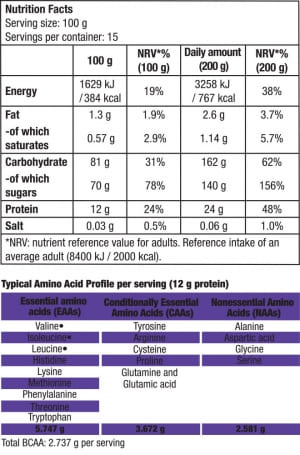 Nutrition Facts
Serving size: 100 g
Servings per container: 15
100 g NRV*% (100 g) Daily amount (200 g) NRV*% (200 g)
Energy 1629 kJ / 384 kcal 19% 3258 kJ / 767 kcal 38%
Fat 1.3 g 1.9% 2.6 g 3.7%
-of which saturates 0.57 g 2.9% 1.14 g 5.7%
Carbohydrate 81 g 31% 162 g 62%
-of which sugars 70 g 78% 140 g 156%
Protein 12 g 24% 24 g 48%
Salt 0.03 g 0.5% 0.06 g 1.0%
*NRV: nutrient reference value for adults. Reference intake of an
average adult (8400 kJ / 2000 kcal).
Typical Amino Acid Profile per serving (12 g protein)
Essential amino acids (EAAs) Conditionally Essential Amino Acids (CAAs) Nonessential Amino Acids (NAAs)
Valine• Tyrosine Alanine
Isoleucine• Arginine Aspartic acid
Leucine• Cysteine Glycine
Histidine Proline Serine
Lysine Glutamine and
Methionine Glutamic acid
Phenylalanine
Threonine
Tryptophan
5.747 g 3.672 g 2.581 g
Total BCAA: 2.737 g per serving